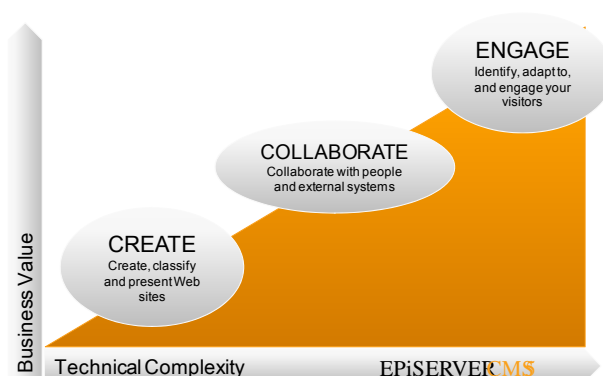 ENGAGE
Identify, adapt to,
and engage your
visitors
COLLABORATE
Collaborate with people
and external systems
CREATE
Create, classify
and present Web
sites
Business Value
Technical Complexity
EPiSERVER CMS